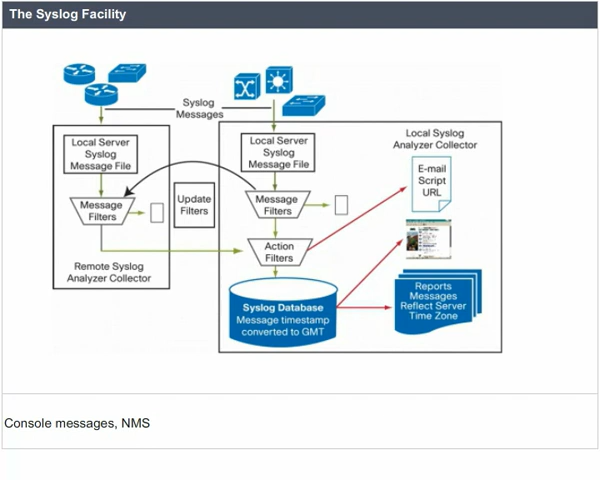 The Syslog Facility
Syslog
Messages
Local Server
Syslog
Message File
Message
Filters
Update
Filters
Remote Syslog
Analyzer Collector
Local Server
Syslog
Message File
Message
Filters
Action
Filters
Syslog Database
Message timestamp
converted to GMT
Local Syslog
Analyzer Collector
E-mail
Script
URL
Reports
Messages
Reflect Server
Time Zone
Console messages, NMS